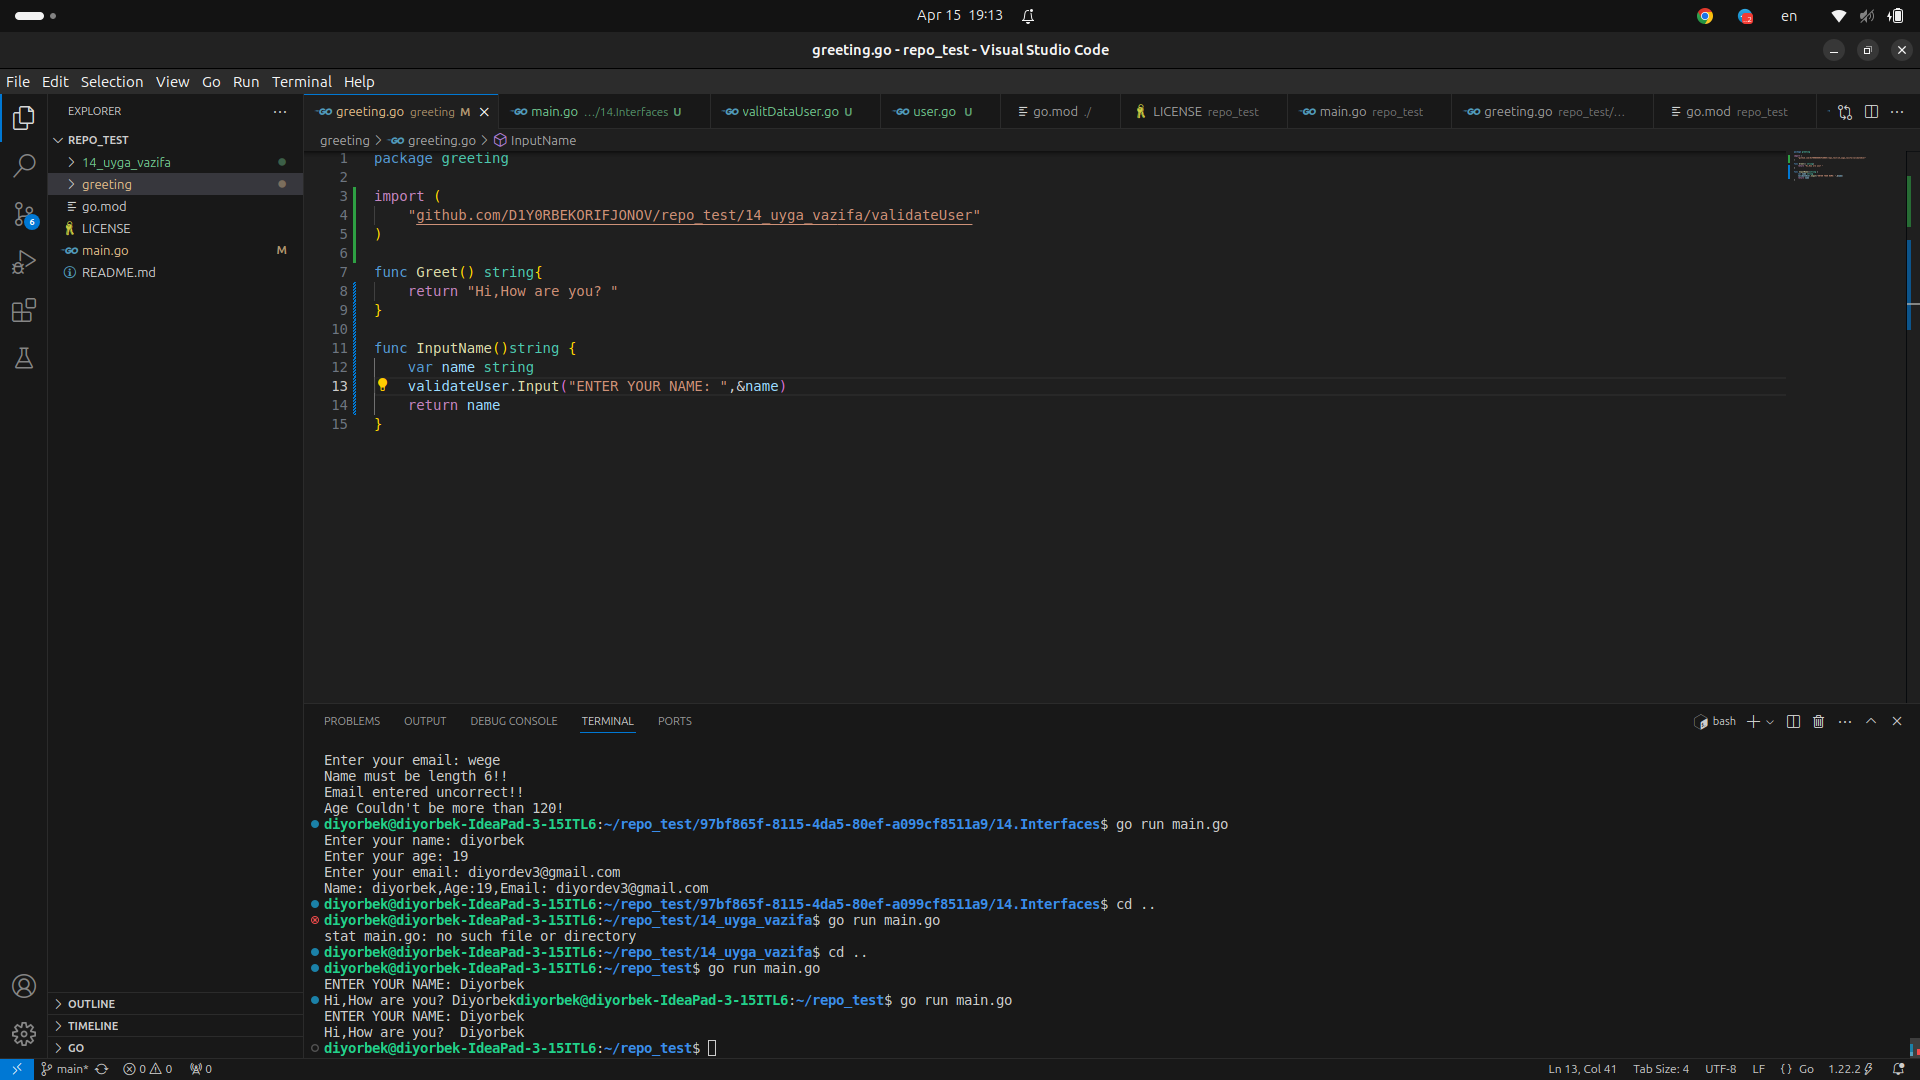 Apr 15 19:13
en
greeting.go - repo_test - Visual Studio Code
File Edit Selection View Go Run Terminal Help
EXPLORER
REPO_TEST
14_uyga_vazifa
greeting
go.mod
LICENSE
main.go M
README.md
OUTLINE
TIMELINE
GO
greeting.go greeting M
main.go .../14.Interfaces U
valitDataUser.go U
user.go U
go.mod ./
LICENSE repo_test
main.go repo_test
greeting.go repo_test/...
go.mod repo_test
greeting > greeting.go > InputName
1 package greeting
2
3 import (
4 "github.com/D1Y0RBEKORIFJONOV/repo_test/14_uyga_vazifa/validateUser"
5 )
6
7 func Greet() string{
8 return "Hi,How are you? "
9 }
10
11 func InputName()string {
12 var name string
13 validateUser.Input("ENTER YOUR NAME: ",&name)
14 return name
15 }
PROBLEMS OUTPUT DEBUG CONSOLE TERMINAL PORTS
bash
Enter your email: wege
Name must be length 6!!
Email entered uncorrect!!
Age Couldn't be more than 120!
diyorbek@diyorbek-IdeaPad-3-15ITL6:~/repo_test/97bf865f-8115-4da5-80ef-a099cf8511a9/14.Interfaces$ go run main.go
Enter your name: diyorbek
Enter your age: 19
Enter your email: diyordev3@gmail.com
Name: diyorbek,Age:19,Email: diyordev3@gmail.com
diyorbek@diyorbek-IdeaPad-3-15ITL6:~/repo_test/97bf865f-8115-4da5-80ef-a099cf8511a9/14.Interfaces$ cd ..
diyorbek@diyorbek-IdeaPad-3-15ITL6:~/repo_test/14_uyga_vazifa$ go run main.go
stat main.go: no such file or directory
diyorbek@diyorbek-IdeaPad-3-15ITL6:~/repo_test/14_uyga_vazifa$ cd ..
diyorbek@diyorbek-IdeaPad-3-15ITL6:~/repo_test$ go run main.go
ENTER YOUR NAME: Diyorbek
Hi,How are you? Diyorbekdiyorbek@diyorbek-IdeaPad-3-15ITL6:~/repo_test$ go run main.go
ENTER YOUR NAME: Diyorbek
Hi,How are you?  Diyorbek
diyorbek@diyorbek-IdeaPad-3-15ITL6:~/repo_test$
6
main* 0 0 0
Ln 13, Col 41 Tab Size: 4 UTF-8 LF {} Go 1.22.2